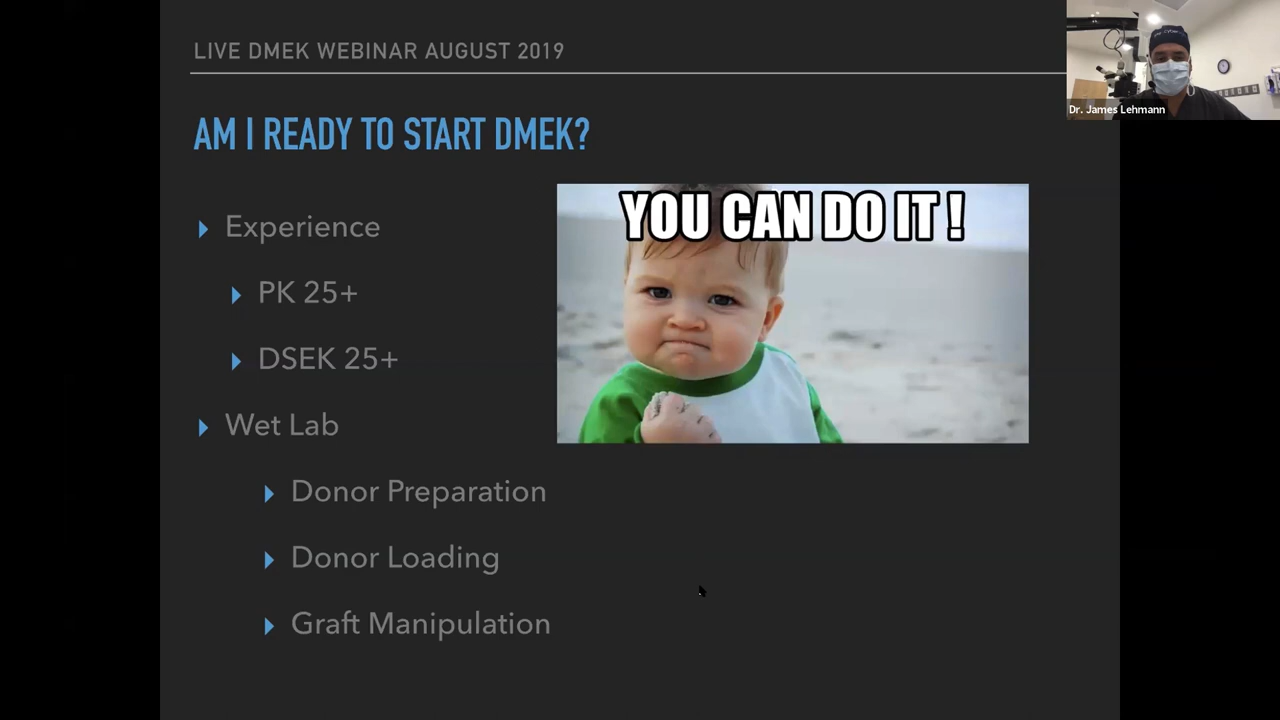 LIVE DMEK WEBINAR AUGUST 2019
AM I READY TO START DMEK?
Experience
PK 25+
DSEK 25+
Wet Lab
Donor Preparation
Donor Loading
Graft Manipulation
YOU CAN DO IT !
Dr. James Lehmann